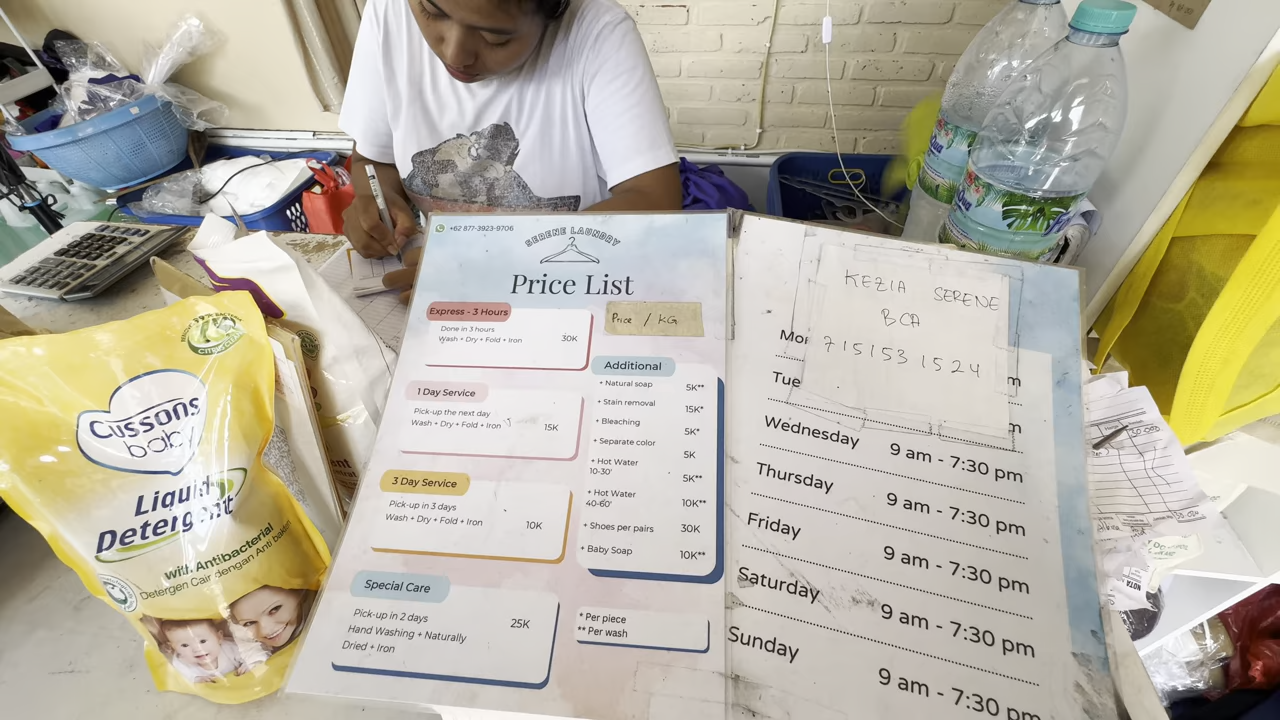 +62 877-3923-9706
SERENE LAUNDRY
Price List
Express - 3 Hours
Done in 3 hours
Wash + Dry + Fold + Iron
30K
Price / KG
1 Day Service
Pick-up the next day
Wash + Dry + Fold + Iron
15K
3 Day Service
Pick-up in 3 days
Wash + Dry + Fold + Iron
10K
Special Care
Pick-up in 2 days
Hand Washing + Naturally
Dried + Iron
25K
Additional
+ Natural soap 5K**
+ Stain removal 15K*
+ Bleaching 5K*
+ Separate color 5K
+ Hot Water
10-30' 5K**
+ Hot Water
40-60' 10K**
+ Shoes per pairs 30K
+ Baby Soap 10K**
* Per piece
** Per wash
KEZIA SERENE
BCA
7151531524
Mo
Tue
Wednesday 9 am - 7:30 pm
Thursday 9 am - 7:30 pm
Friday 9 am - 7:30 pm
Saturday 9 am - 7:30 pm
Sunday 9 am - 7:30 pm
Cussons
baby
Liquid
Detergent
with Antibacterial
Detergen Cair dengan Anti bakteri
NOTA